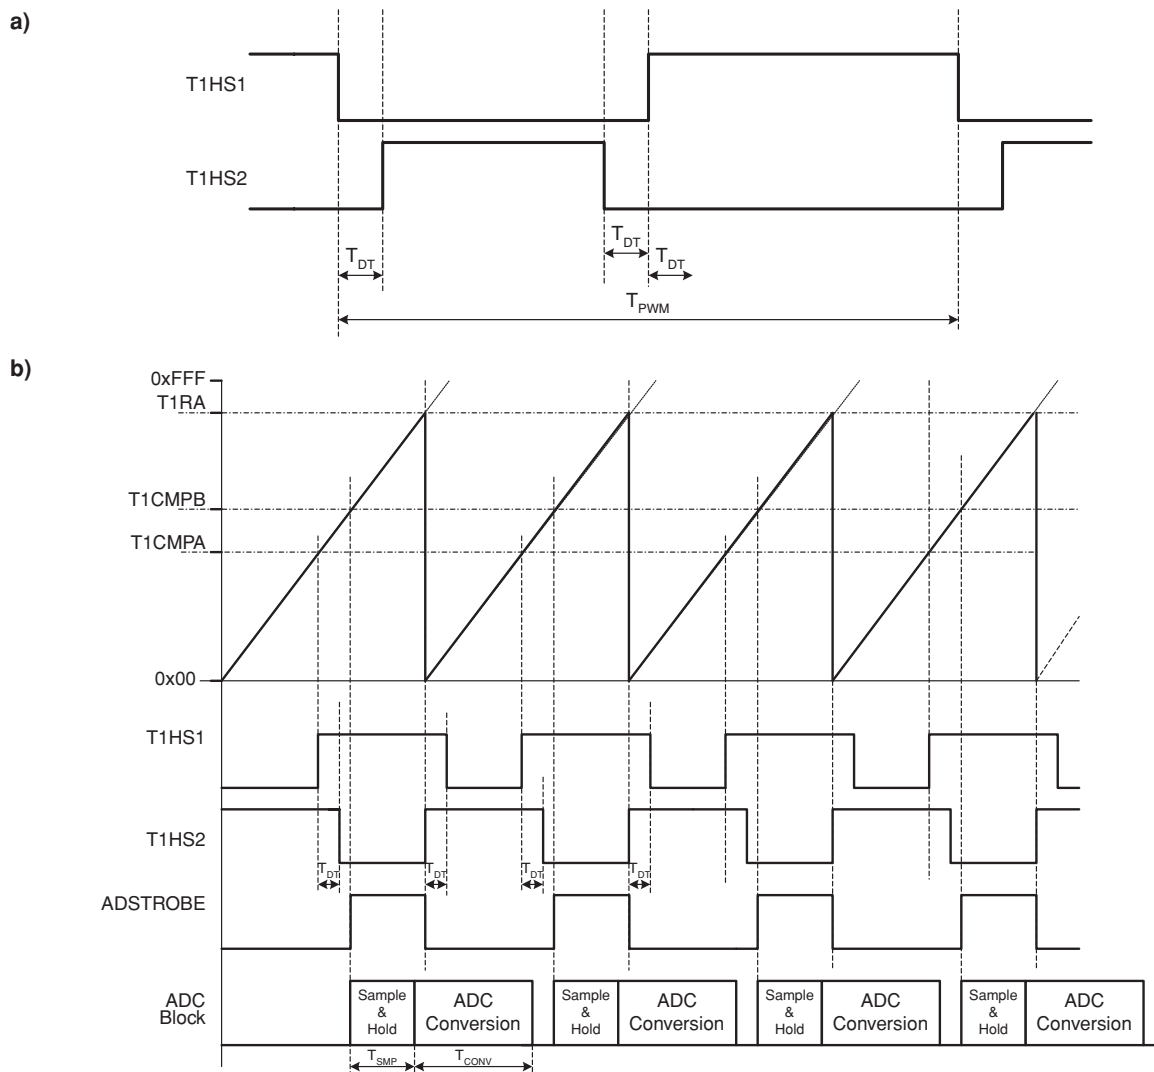 a)
T1HS1
T1HS2
TDT
TDT
TDT
TPWM
b)
0xFFF
T1RA
T1CMPB
T1CMPA
0x00
T1HS1
T1HS2
TDT
TDT
TDT
TDT
ADSTROBE
ADC
Block
Sample
&
Hold
ADC
Conversion
Sample
&
Hold
ADC
Conversion
Sample
&
Hold
ADC
Conversion
Sample
&
Hold
ADC
Conversion
TSMP
TCONV